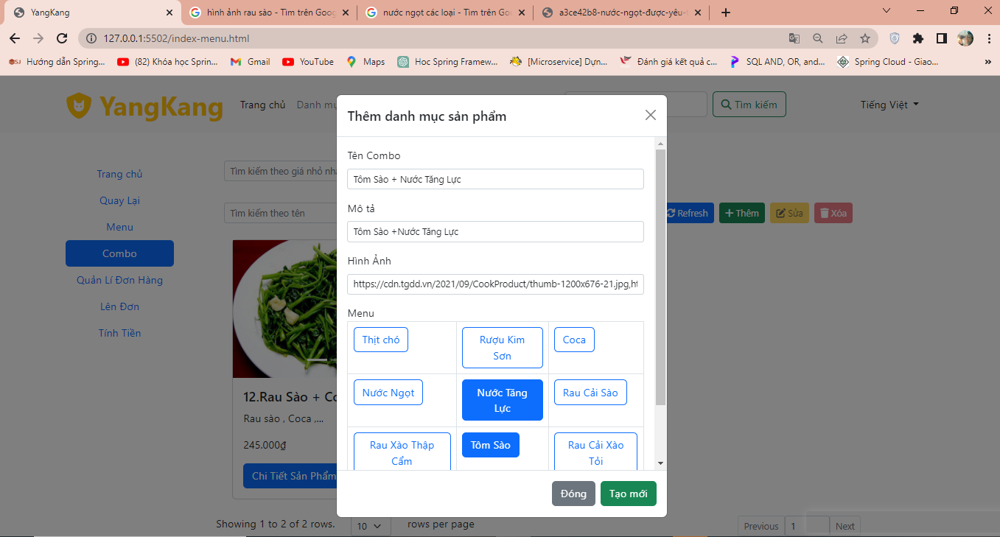 YangKang
hình ảnh rau sào - Tìm trên Goog
nước ngọt các loại - Tìm trên Goo
a3ce42b8-nước-ngọt-được-yêu-t
127.0.0.1:5502/index-menu.html
Hướng dẫn Spring...
(82) Khóa học Sprin...
Gmail
YouTube
Maps
Hoc Spring Framew...
[Microservice] Dựn...
Đánh giá kết quả c...
SQL AND, OR, and...
Spring Cloud - Giao...
»
YangKang
Trang chủ
Danh mụ
Tìm kiếm
Tiếng Việt
Thêm danh mục sản phẩm
Trang chủ
Quay Lại
Menu
Combo
Quản Lí Đơn Hàng
Lên Đơn
Tính Tiền
Tìm kiếm theo giá nhỏ nhấ
Tìm kiếm theo tên
Refresh
Thêm
Sửa
Xóa
12.Rau Sào + Co
Rau sào , Coca ,...
245.000₫
Chi Tiết Sản Phẩm
Tên Combo
Tôm Sào + Nước Tăng Lực
Mô tả
Tôm Sào +Nước Tăng Lực
Hình Ảnh
https://cdn.tgdd.vn/2021/09/CookProduct/thumb-1200x676-21.jpg,ht
Menu
Thịt chó
Rượu Kim
Sơn
Coca
Nước Ngọt
Nước Tăng
Lực
Rau Cải Sào
Rau Xào Thập
Cẩm
Tôm Sào
Rau Cải Xào
Tỏi
Đóng
Tạo mới
Showing 1 to 2 of 2 rows.
10
rows per page
Previous
1
Next